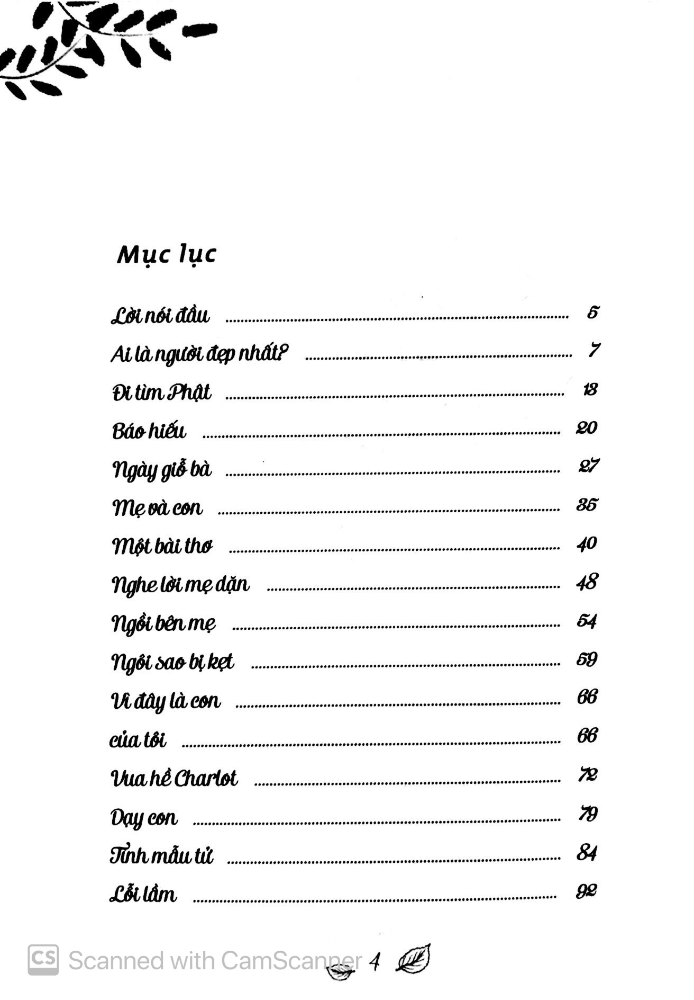 Mục lục
Lời nói đầu ........................ 5
Ai là người đẹp nhất? ........................ 7
Đi tìm Phật ........................ 13
Báo hiếu ........................ 20
Ngày giỗ bà ........................ 27
Mẹ và con ........................ 35
Một bài thơ ........................ 40
Nghe lời mẹ dặn ........................ 48
Ngồi bên mẹ ........................ 54
Ngôi sao bị kẹt ........................ 59
Vì đây là con ........................ 66
của tôi ........................ 66
Vua hề Charlot ........................ 72
Dạy con ........................ 79
Tình mẫu tử ........................ 84
Lỗi lầm ........................ 92
CS Scanned with CamScanner 4